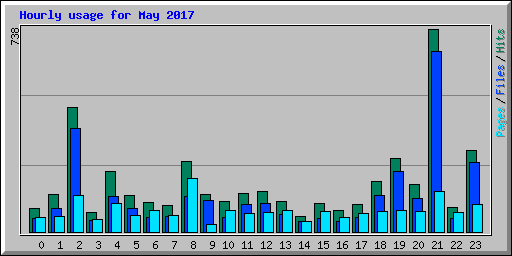 Hourly usage for May 2017
738
Pages/Files/Hits
0 1 2 3 4 5 6 7 8 9 10 11 12 13 14 15 16 17 18 19 20 21 22 23